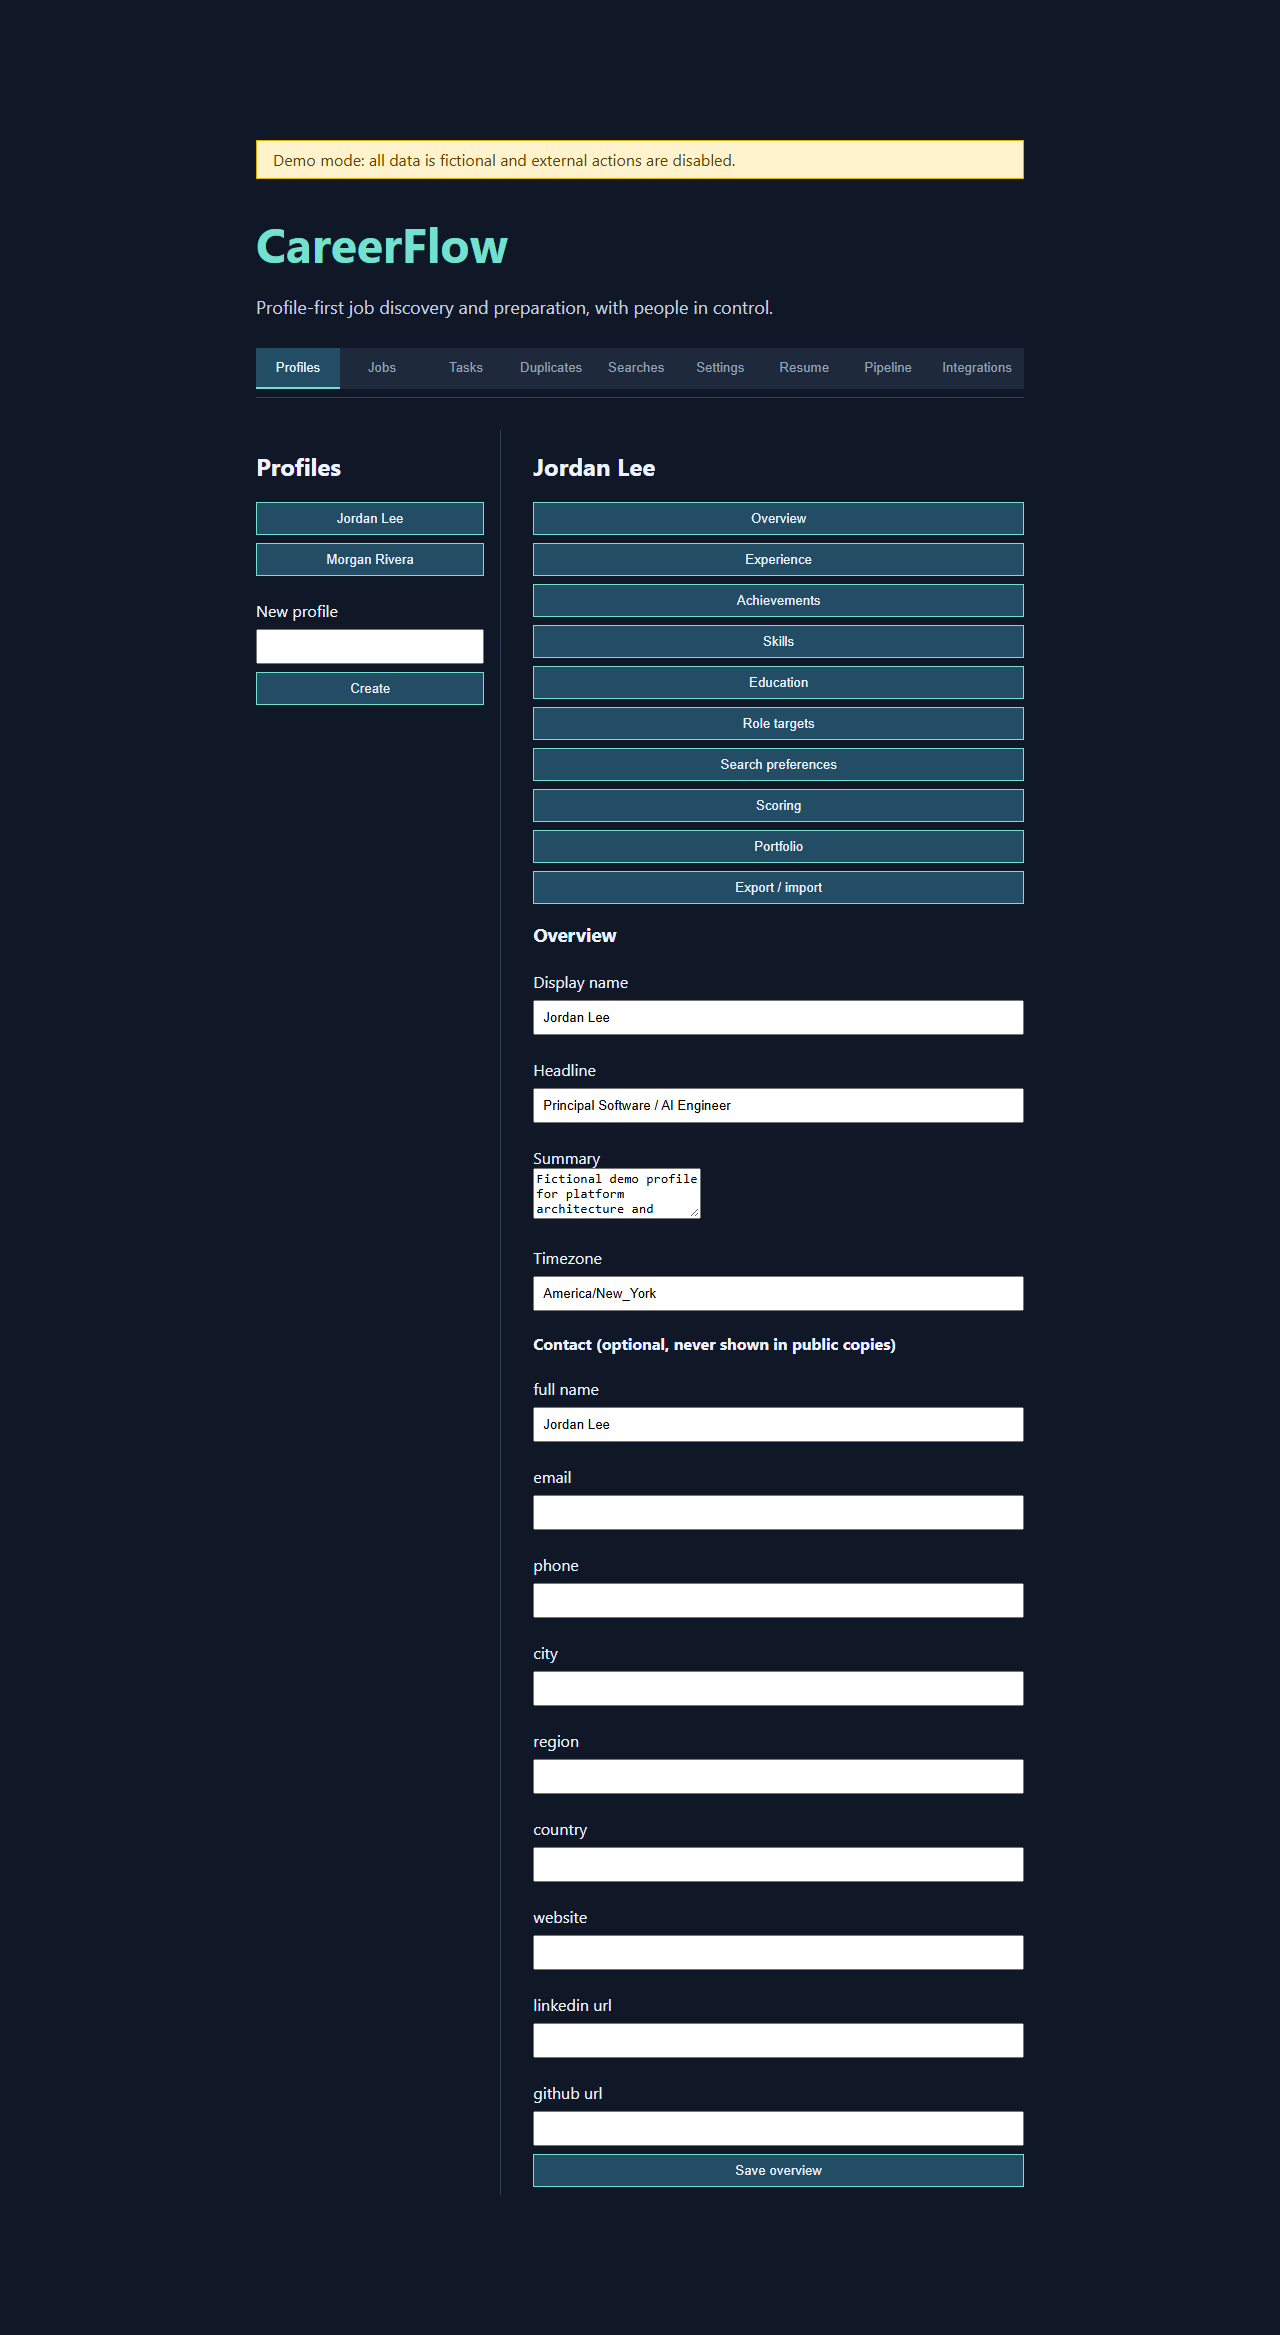 Demo mode: all data is fictional and external actions are disabled.
CareerFlow
Profile-first job discovery and preparation, with people in control.
Profiles Jobs Tasks Duplicates Searches Settings Resume Pipeline Integrations
Profiles
Jordan Lee
Morgan Rivera
New profile
Create
Jordan Lee
Overview
Experience
Achievements
Skills
Education
Role targets
Search preferences
Scoring
Portfolio
Export / import
Overview
Display name
Jordan Lee
Headline
Principal Software / AI Engineer
Summary
Fictional demo profile
for platform
architecture and
Timezone
America/New_York
Contact (optional, never shown in public copies)
full name
Jordan Lee
email
phone
city
region
country
website
linkedin url
github url
Save overview